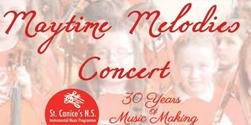 Maytime Melodies
Concert
St. Canice's N.S.
Instrumental Music Programme
30 Years
Music Making